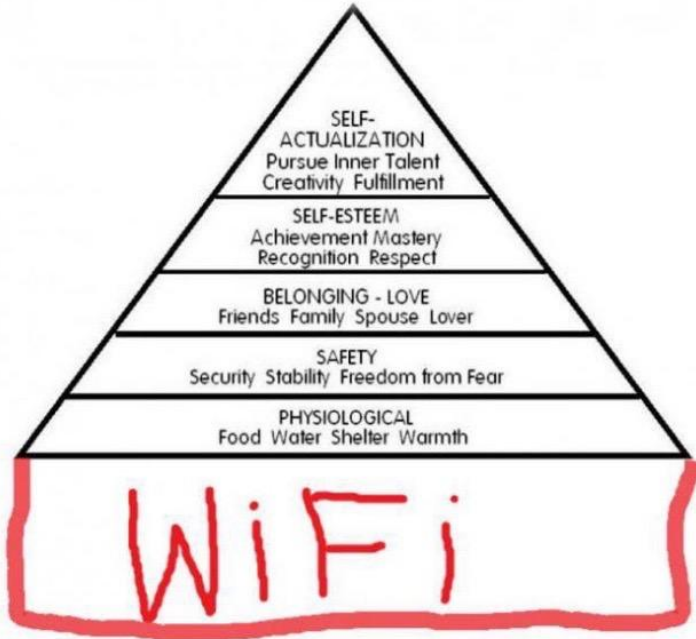 SELF-
ACTUALIZATION
Pursue Inner Talent
Creativity Fulfillment
SELF-ESTEEM
Achievement Mastery
Recognition Respect
BELONGING - LOVE
Friends Family Spouse Lover
SAFETY
Security Stability Freedom from Fear
PHYSIOLOGICAL
Food Water Shelter Warmth
WiFi